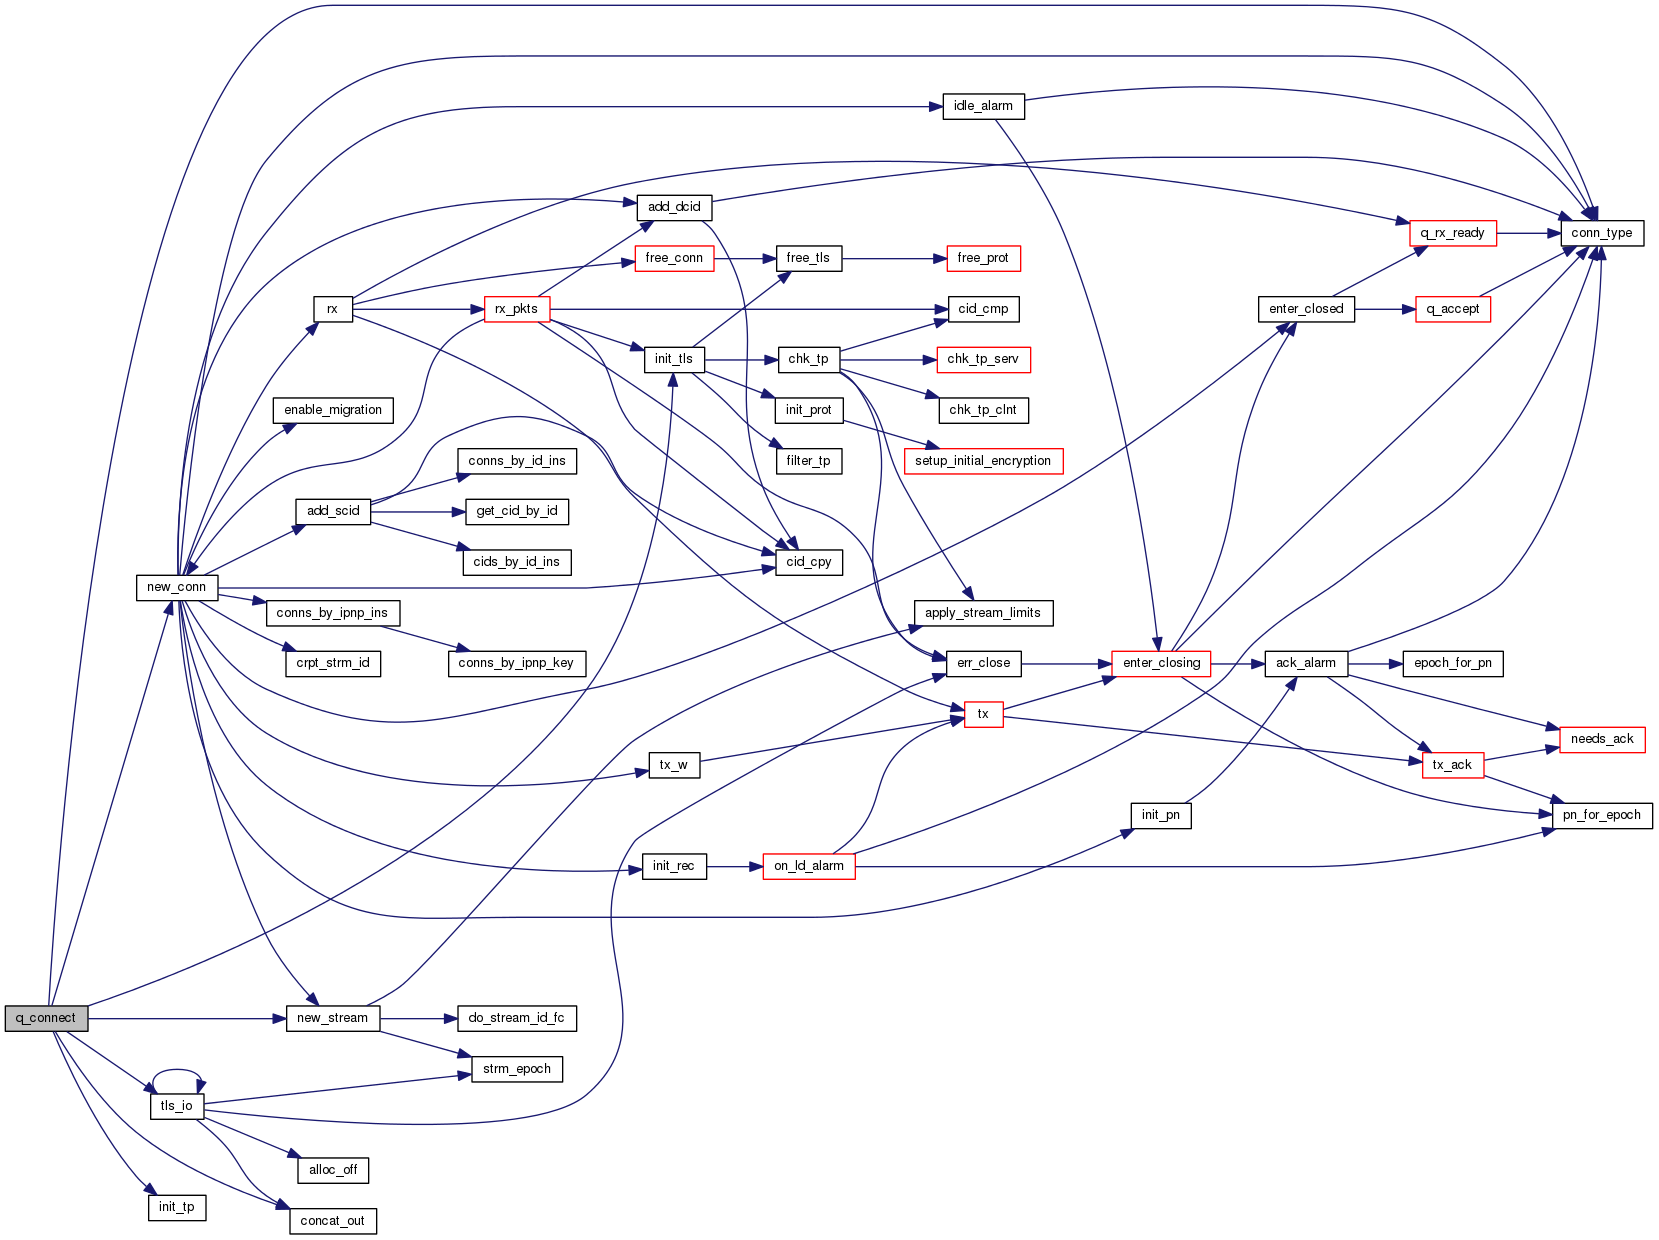 idle_alarm
add_dcid
conn_type
q_rx_ready
free_conn
free_tls
free_prot
rx
rx_pkts
cid_cmp
enter_closed
q_accept
init_tls
chk_tp
chk_tp_serv
enable_migration
init_prot
chk_tp_clnt
conns_by_id_ins
filter_tp
setup_initial_encryption
add_scid
get_cid_by_id
cids_by_id_ins
cid_cpy
new_conn
conns_by_ipnp_ins
apply_stream_limits
crpt_strm_id
conns_by_ipnp_key
err_close
enter_closing
ack_alarm
epoch_for_pn
tx
needs_ack
tx_w
tx_ack
init_pn
pn_for_epoch
init_rec
on_ld_alarm
q_connect
new_stream
do_stream_id_fc
strm_epoch
tls_io
alloc_off
init_tp
concat_out